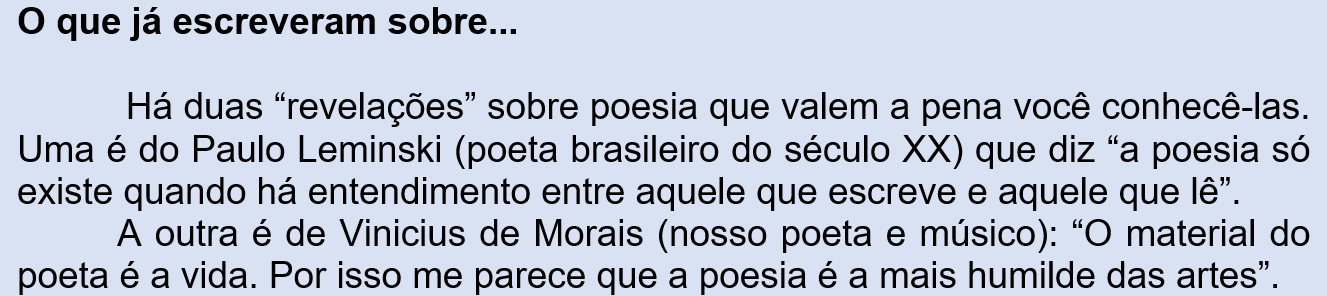 O que já escreveram sobre...
Há duas “revelações” sobre poesia que valem a pena você conhecê-las.
Uma é do Paulo Leminski (poeta brasileiro do século XX) que diz “a poesia só
existe quando há entendimento entre aquele que escreve e aquele que lê”.
A outra é de Vinicius de Morais (nosso poeta e músico): “O material do
poeta é a vida. Por isso me parece que a poesia é a mais humilde das artes”.